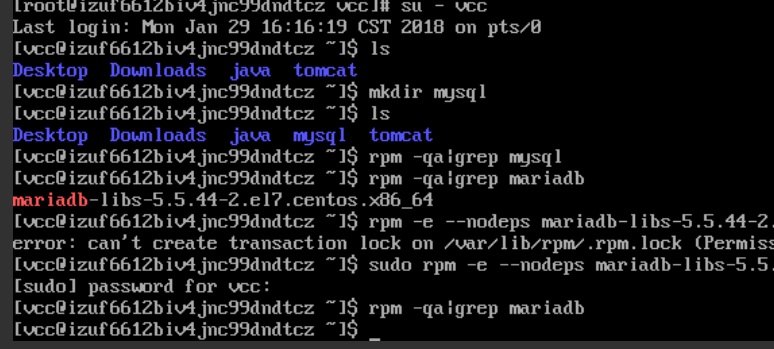 [root@izuf6612biv4jnc99dndtcz vcc]# su - vcc
Last login: Mon Jan 29 16:16:19 CST 2018 on pts/0
[vcc@izuf6612biv4jnc99dndtcz ~]$ ls
Desktop  Downloads  java  tomcat
[vcc@izuf6612biv4jnc99dndtcz ~]$ mkdir mysql
[vcc@izuf6612biv4jnc99dndtcz ~]$ ls
Desktop  Downloads  java  mysql  tomcat
[vcc@izuf6612biv4jnc99dndtcz ~]$ rpm -qa|grep mysql
[vcc@izuf6612biv4jnc99dndtcz ~]$ rpm -qa|grep mariadb
mariadb-libs-5.5.44-2.el7.centos.x86_64
[vcc@izuf6612biv4jnc99dndtcz ~]$ rpm -e --nodeps mariadb-libs-5.5.44-2.
error: can't create transaction lock on /var/lib/rpm/.rpm.lock (Permiss
[vcc@izuf6612biv4jnc99dndtcz ~]$ sudo rpm -e --nodeps mariadb-libs-5.5.
[sudo] password for vcc:
[vcc@izuf6612biv4jnc99dndtcz ~]$ rpm -qa|grep mariadb
[vcc@izuf6612biv4jnc99dndtcz ~]$ _